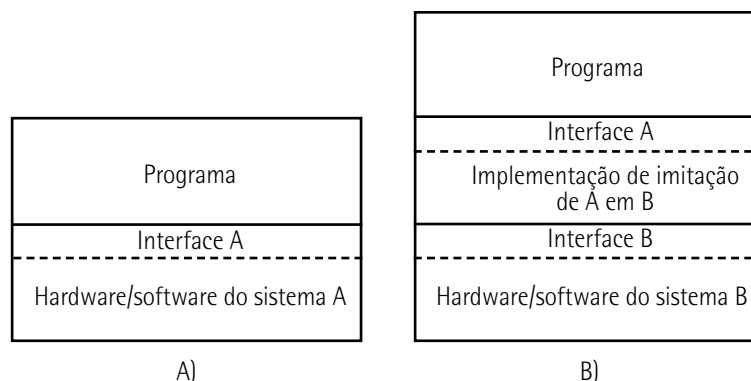 Programa
Interface A
Hardware/software do sistema A
A)
Programa
Interface A
Implementação de imitação
de A em B
Interface B
Hardware/software do sistema B
B)